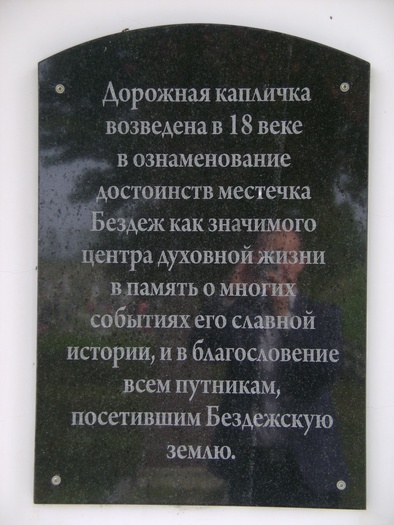 Дорожная капличка
возведена в 18 веке
в ознаменование
достоинств местечка
Бездеж как значимого
центра духовной жизни
в память о многих
событиях его славной
истории, и в благословение
всем путникам,
посетившим Бездежскую
землю.